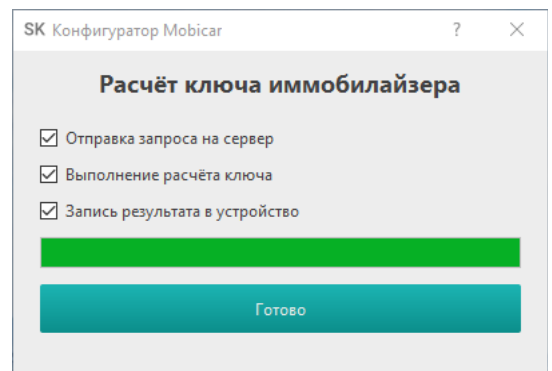 SK Конфигуратор Mobicar ?
Расчёт ключа иммобилайзера
Отправка запроса на сервер
Выполнение расчёта ключа
Запись результата в устройство
Готово